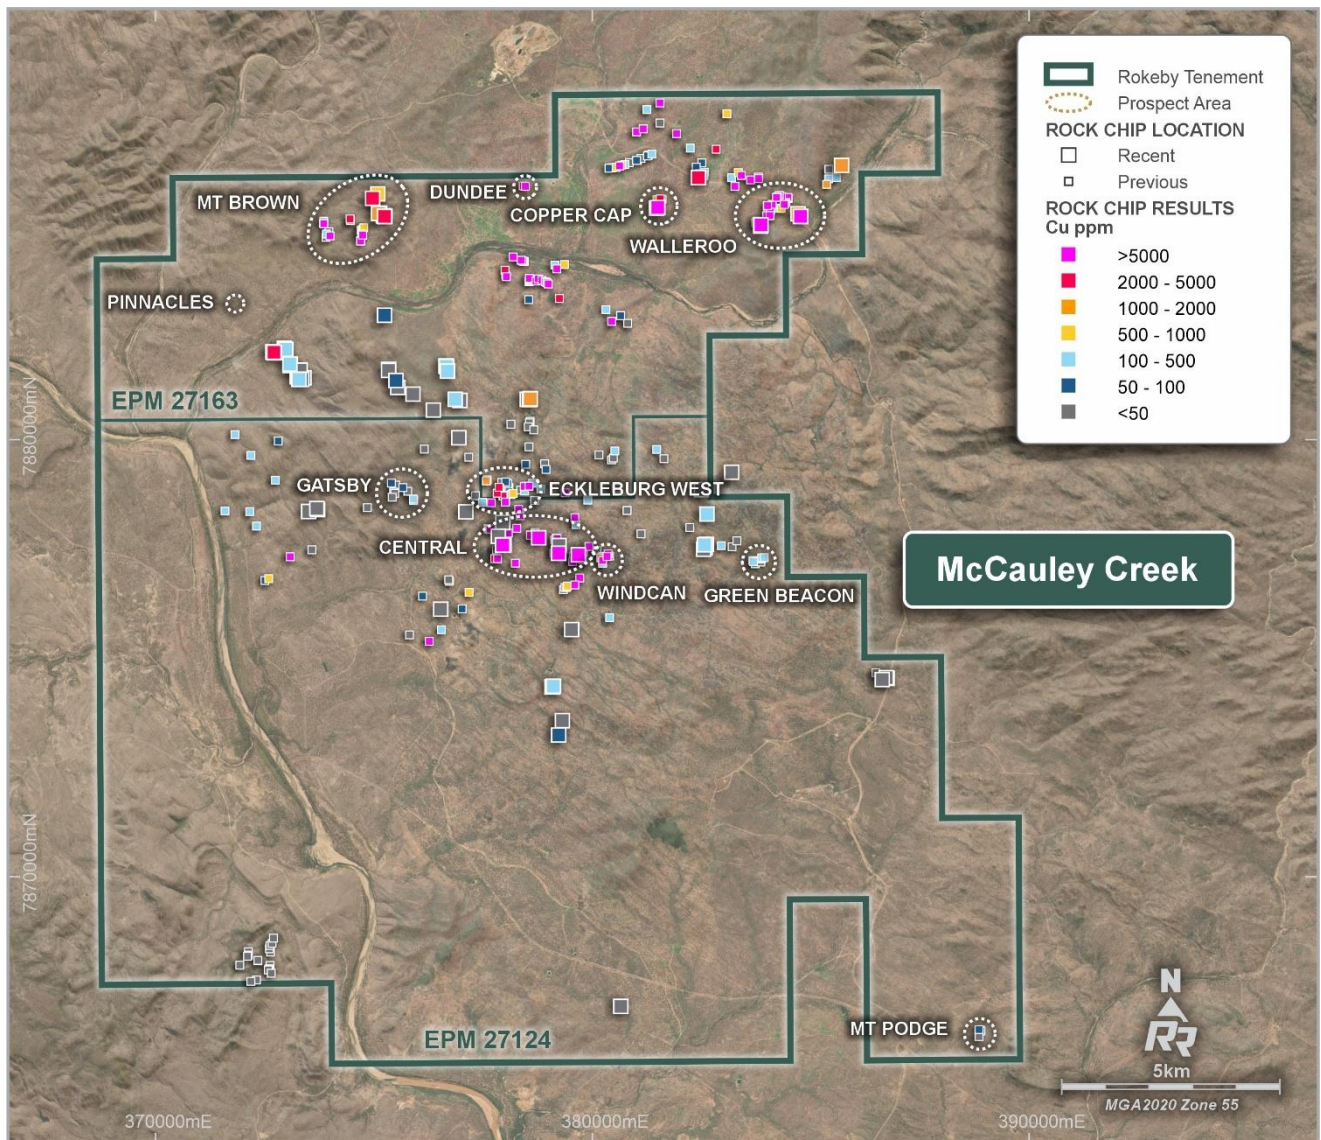 Rokeby Tenement
Prospect Area
ROCK CHIP LOCATION
Recent
Previous
ROCK CHIP RESULTS
Cu ppm
>5000
2000 - 5000
1000 - 2000
500 - 1000
100 - 500
50 - 100
<50
MT BROWN
DUNDEE
COPPER CAP
WALLEROO
PINNACLES
EPM 27163
7880000mN
GATSBY
ECKLEBURG WEST
CENTRAL
WINDCAN
GREEN BEACON
McCauley Creek
7870000mN
EPM 27124
MT PODGE
N
RR
5km
MGA2020 Zone 55
370000mE
380000mE
390000mE